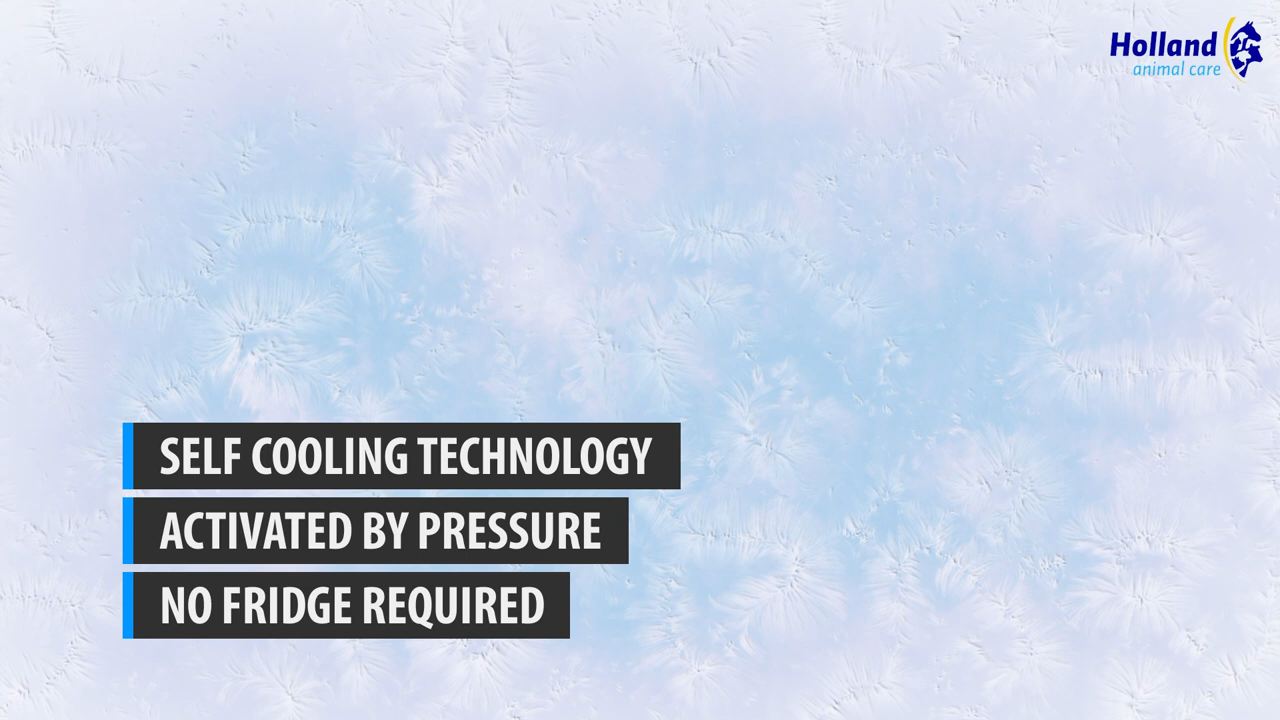 Holland
animal care
SELF COOLING TECHNOLOGY
ACTIVATED BY PRESSURE
NO FRIDGE REQUIRED